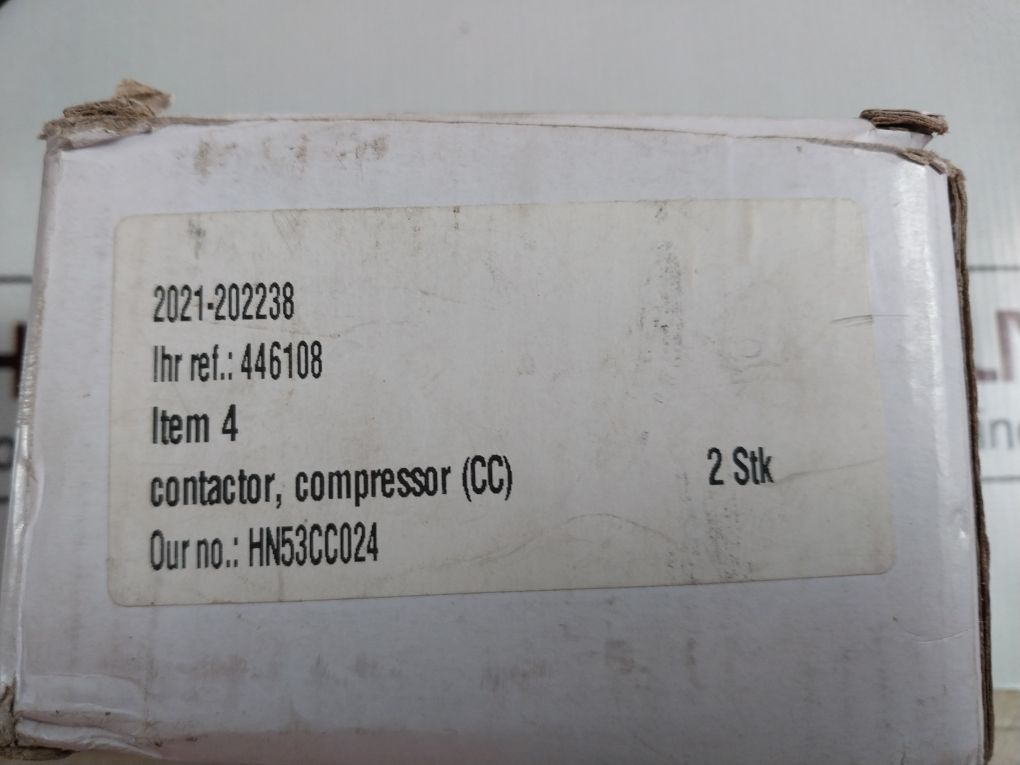 2021-202238
Ihr ref.: 446108
Item 4
contactor, compressor (CC) 2 Stk
Our no.: HN53CC024